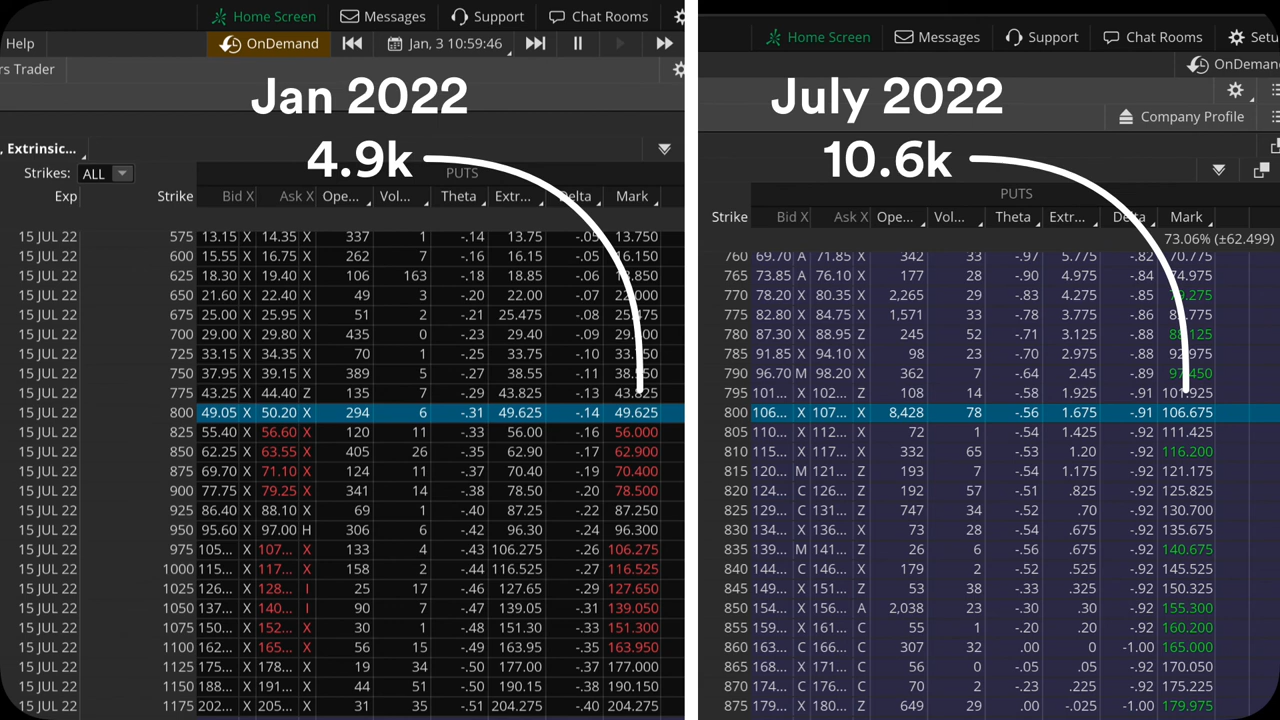 Home Screen Messages Support Chat Rooms
Help OnDemand Jan, 3 10:59:46
rs Trader
Jan 2022
4.9k
, Extrinsic...
Strikes: ALL PUTS
Exp Strike Bid X Ask X Ope... Vol... Theta Extr... Delta Mark
15 JUL 22 575 13.15 X 14.35 X 337 1 -.14 13.75 -.05 13.750
15 JUL 22 600 15.55 X 16.75 X 262 7 -.16 16.15 -.05 16.150
15 JUL 22 625 18.30 X 19.40 X 106 163 -.18 18.85 -.06 18.850
15 JUL 22 650 21.60 X 22.40 X 49 3 -.20 22.00 -.07 22.000
15 JUL 22 675 25.00 X 25.95 X 51 2 -.21 25.475 -.08 25.475
15 JUL 22 700 29.00 X 29.80 X 435 0 -.23 29.40 -.09 29.400
15 JUL 22 725 33.15 X 34.35 X 70 1 -.25 33.75 -.10 33.750
15 JUL 22 750 37.95 X 39.15 X 389 5 -.27 38.55 -.11 38.550
15 JUL 22 775 43.25 X 44.40 Z 135 7 -.29 43.825 -.13 43.825
15 JUL 22 800 49.05 X 50.20 X 294 6 -.31 49.625 -.14 49.625
15 JUL 22 825 55.40 X 56.60 X 120 11 -.33 56.00 -.16 56.000
15 JUL 22 850 62.25 X 63.55 X 405 26 -.35 62.90 -.17 62.900
15 JUL 22 875 69.70 X 71.10 X 124 11 -.37 70.40 -.19 70.400
15 JUL 22 900 77.75 X 79.25 X 341 14 -.38 78.50 -.20 78.500
15 JUL 22 925 86.40 X 88.10 X 69 1 -.40 87.25 -.22 87.250
15 JUL 22 950 95.60 X 97.00 H 306 6 -.42 96.30 -.24 96.300
15 JUL 22 975 105... X 107... X 133 4 -.43 106.275 -.26 106.275
15 JUL 22 1000 115... X 117... X 158 2 -.44 116.525 -.27 116.525
15 JUL 22 1025 126... X 128... I 25 17 -.46 127.65 -.29 127.650
15 JUL 22 1050 137... X 140... I 90 7 -.47 139.05 -.31 139.050
15 JUL 22 1075 150... X 152... X 30 1 -.48 151.30 -.33 151.300
15 JUL 22 1100 162... X 165... X 56 15 -.49 163.95 -.35 163.950
15 JUL 22 1125 175... X 178... X 19 34 -.50 177.00 -.37 177.000
15 JUL 22 1150 188... X 191... X 44 51 -.50 190.15 -.38 190.150
15 JUL 22 1175 202... X 205... X 31 35 -.51 204.275 -.40 204.275
Home Screen Messages Support Chat Rooms Setu
OnDeman
July 2022
Company Profile
10.6k
PUTS
Strike Bid X Ask X Ope... Vol... Theta Extr... Delta Mark
73.06% (±62.499)
760 69.70 A 71.85 X 342 33 -.97 5.775 -.82 70.775
765 73.85 A 76.10 X 177 28 -.90 4.975 -.84 74.975
770 78.20 X 80.35 X 2,265 29 -.83 4.275 -.85 79.275
775 82.80 X 84.75 X 1,571 33 -.78 3.775 -.86 83.775
780 87.30 X 88.95 Z 245 52 -.71 3.125 -.88 88.125
785 91.85 X 94.10 X 98 23 -.70 2.975 -.88 92.975
790 96.70 M 98.20 X 362 7 -.64 2.45 -.89 97.450
795 101... X 102... Z 108 14 -.58 1.925 -.91 101.925
800 106... X 107... X 8,428 78 -.56 1.675 -.91 106.675
805 110... X 112... X 72 1 -.54 1.425 -.92 111.425
810 115... X 117... X 332 65 -.53 1.20 -.92 116.200
815 120... M 121... Z 193 7 -.54 1.175 -.92 121.175
820 124... C 126... Z 192 57 -.51 .825 -.92 125.825
825 129... C 131... Z 747 34 -.52 .70 -.92 130.700
830 134... X 136... X 73 28 -.54 .675 -.92 135.675
835 139... M 141... Z 26 6 -.56 .675 -.92 140.675
840 144... C 146... X 179 2 -.52 .525 -.92 145.525
845 149... C 151... Z 53 38 -.33 .325 -.92 150.325
850 154... X 156... A 2,038 23 -.30 .30 -.92 155.300
855 159... X 161... C 55 1 -.20 .20 -.92 160.200
860 163... C 166... C 307 32 .00 0 -1.00 165.000
865 168... X 171... C 56 0 -.05 .05 -.92 170.050
870 174... C 176... C 70 2 -.23 .225 -.92 175.225
875 179... X 180... Z 649 29 .00 -.025 -1.00 179.975